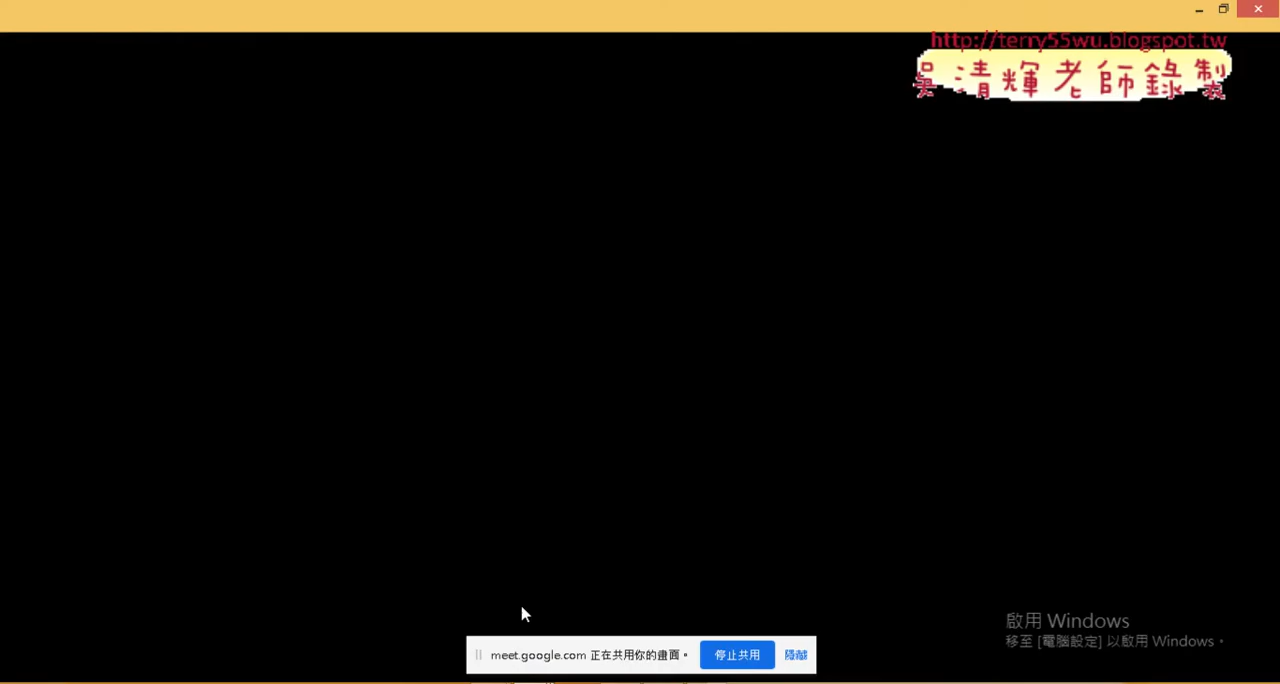 http://terry55wu.blogspot.tw
吳清輝老師錄製
啟用 Windows
移至 [電腦設定] 以啟用 Windows。
meet.google.com 正在共用你的畫面。 停止共用 隱藏